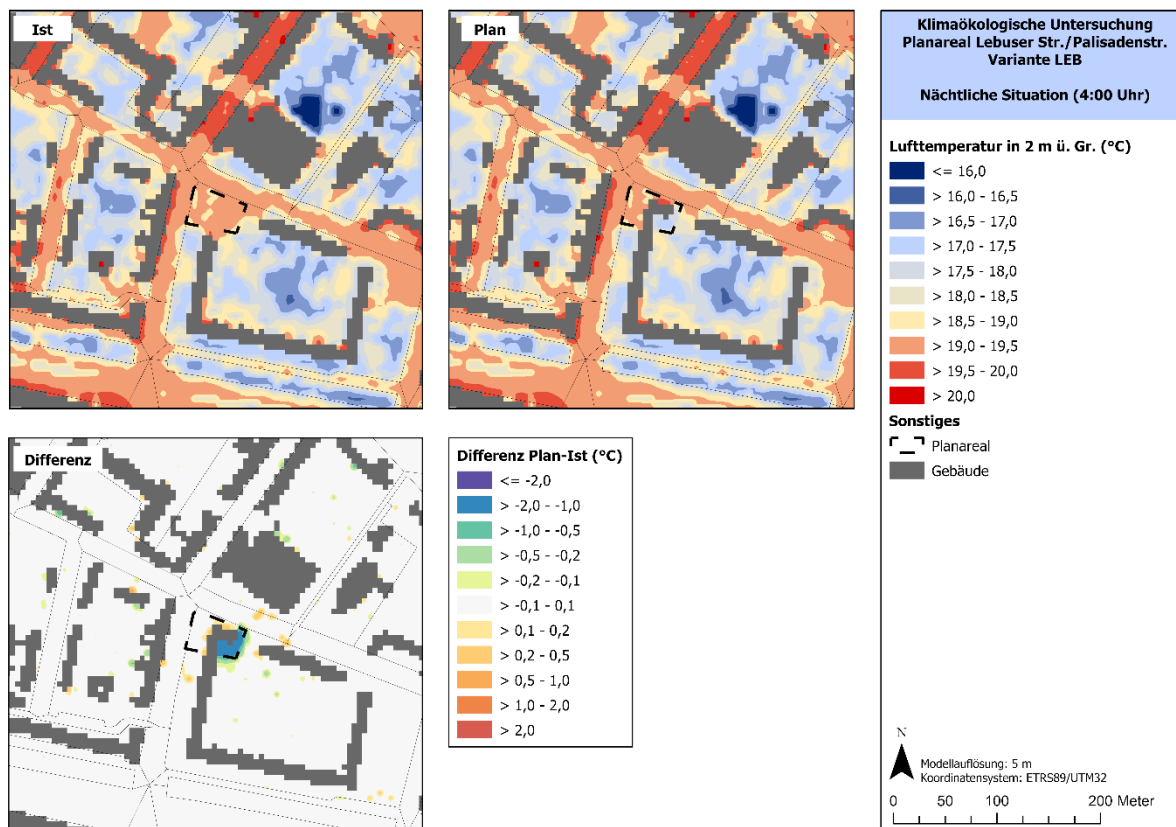 Ist
Plan
Differenz
Differenz Plan-Ist (°C)
<= -2,0
> -2,0 - -1,0
> -1,0 - -0,5
> -0,5 - -0,2
> -0,2 - -0,1
> -0,1 - 0,1
> 0,1 - 0,2
> 0,2 - 0,5
> 0,5 - 1,0
> 1,0 - 2,0
> 2,0
Klimaökologische Untersuchung
Planareal Lebuser Str./Palisadenstr.
Variante LEB
Nächtliche Situation (4:00 Uhr)
Lufttemperatur in 2 m ü. Gr. (°C)
<= 16,0
> 16,0 - 16,5
> 16,5 - 17,0
> 17,0 - 17,5
> 17,5 - 18,0
> 18,0 - 18,5
> 18,5 - 19,0
> 19,0 - 19,5
> 19,5 - 20,0
> 20,0
Sonstiges
Planareal
Gebäude
N
Modellauflösung: 5 m
Koordinatensystem: ETRS89/UTM32
0 50 100 200 Meter